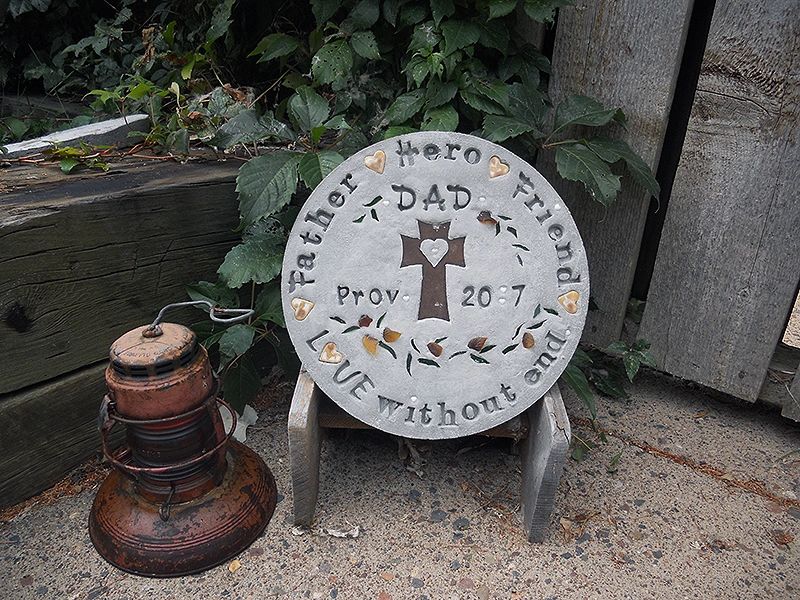 Father Hero Friend
DAD
Prov. 20:7
LOVE without end.